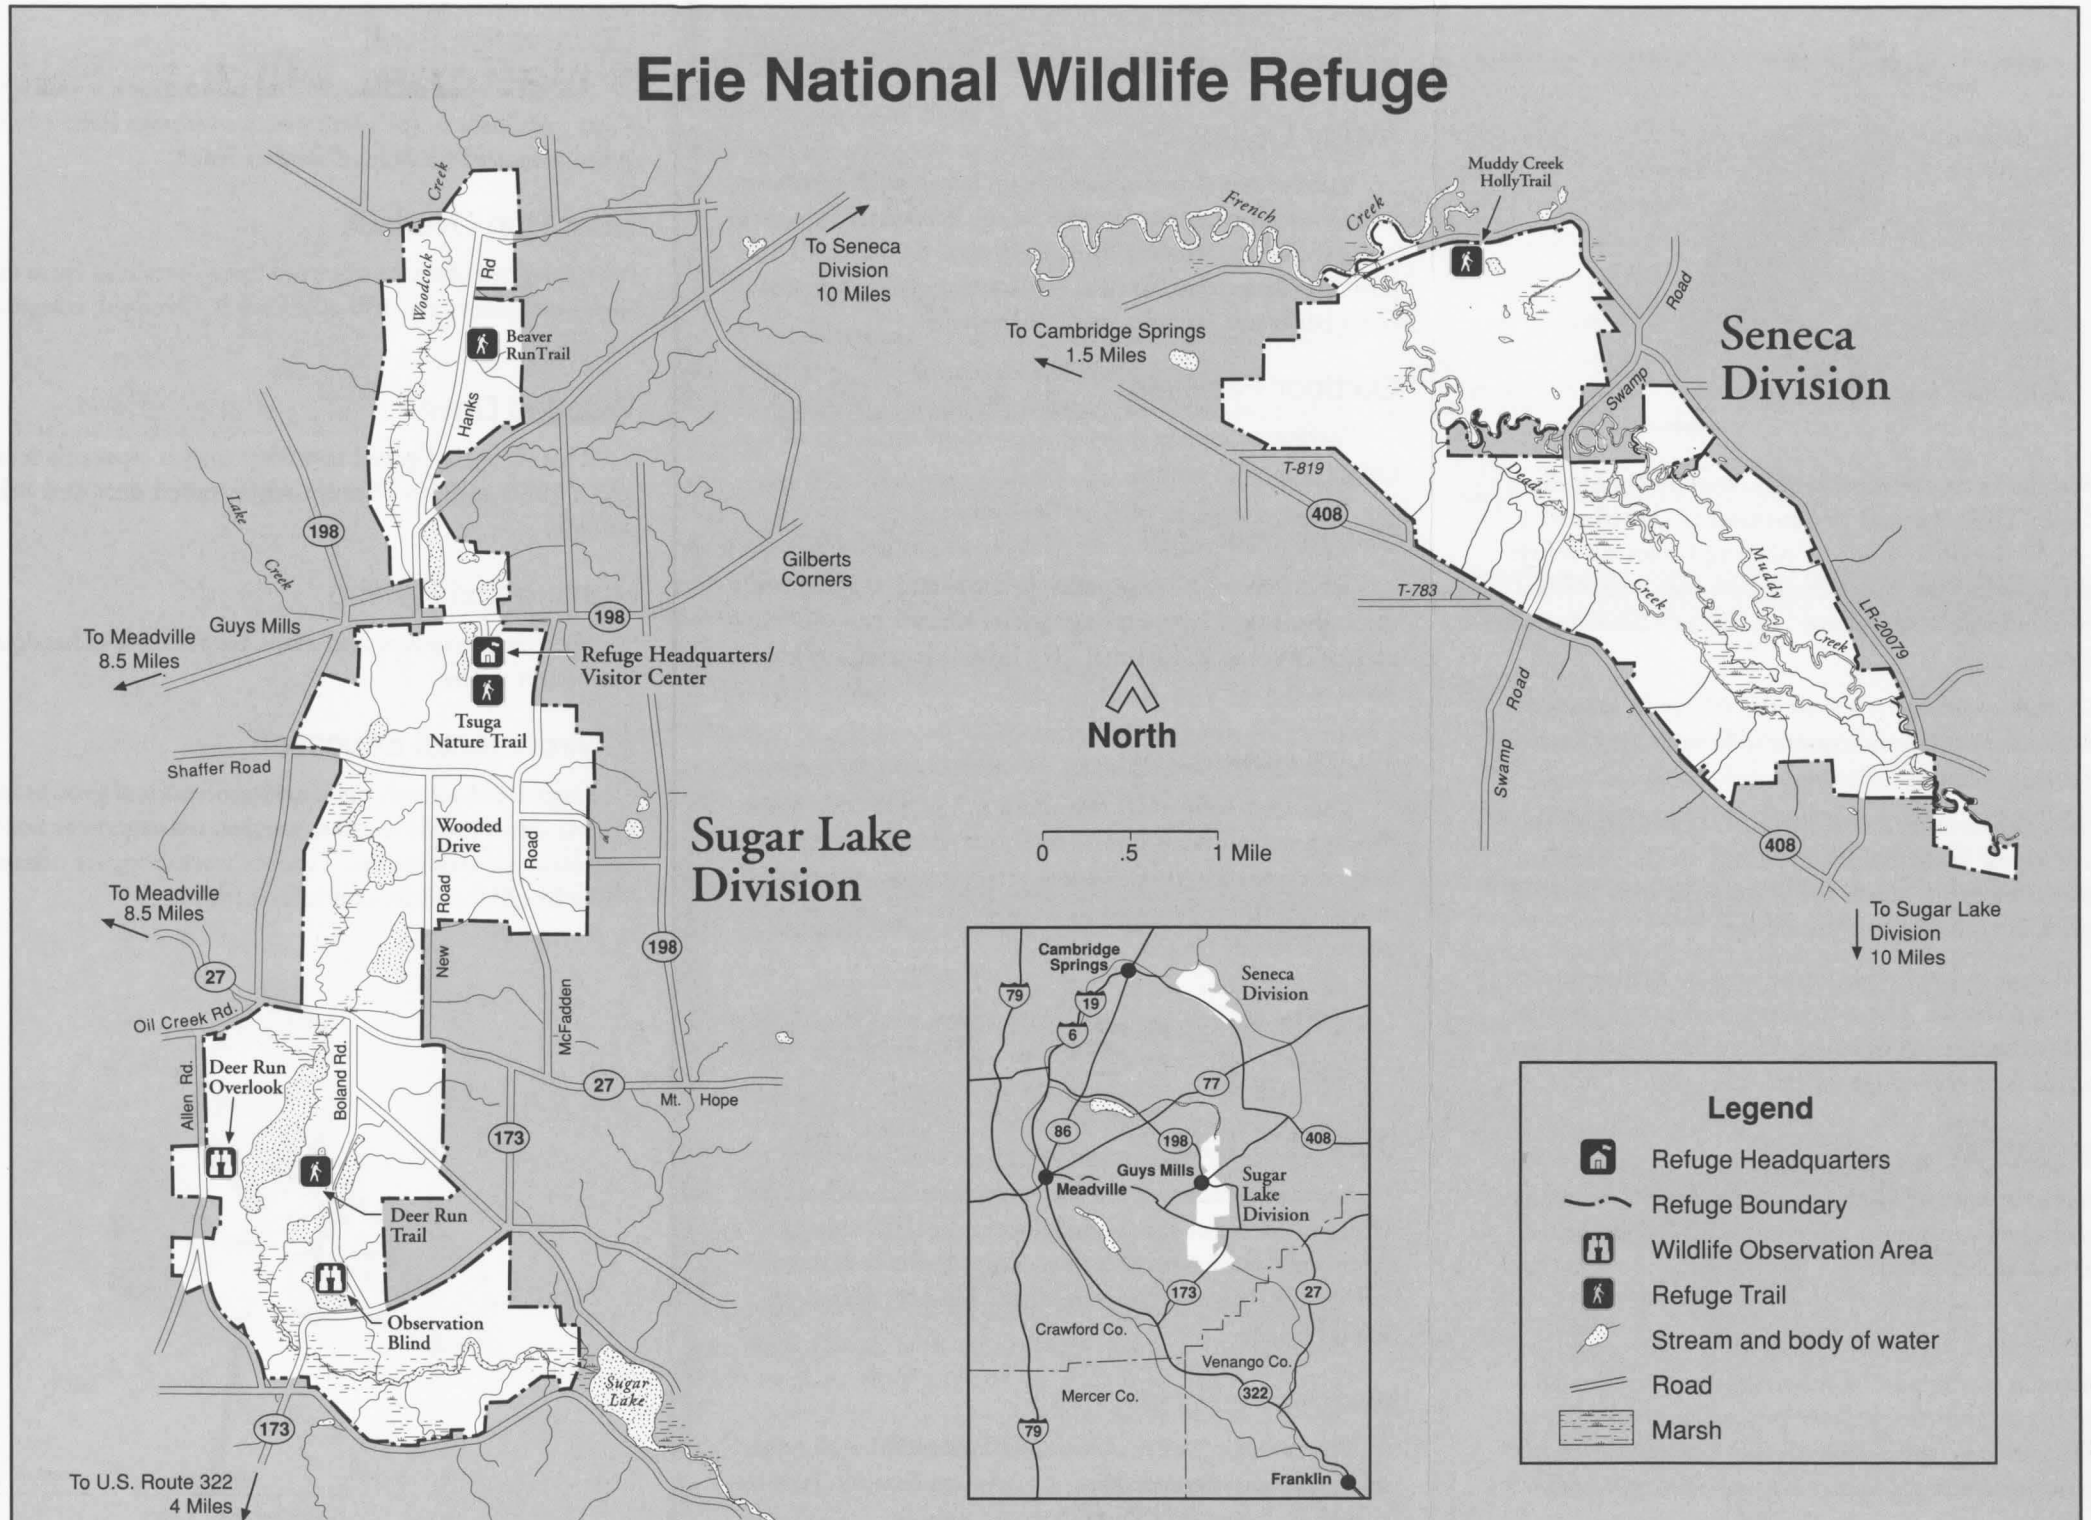 Erie National Wildlife Refuge
Creek
Woodcock
Rd
Beaver
Run Trail
Hanks
To Seneca
Division
10 Miles
Lake
Creek
198
Gilberts
Corners
Guys Mills
198
To Meadville
8.5 Miles
Refuge Headquarters/
Visitor Center
Tsuga
Nature Trail
Shaffer Road
Wooded
Drive
Road
Road
New
Sugar Lake
Division
To Meadville
8.5 Miles
198
27
Oil Creek Rd.
McFadden
Allen Rd.
Deer Run
Overlook
Boland Rd.
27
Mt. Hope
173
Deer Run
Trail
Observation
Blind
Sugar
Lake
173
To U.S. Route 322
4 Miles
Muddy Creek
Holly Trail
French
Creek
To Cambridge Springs
1.5 Miles
Road
Swamp
Seneca
Division
T-819
408
Dead
Creek
Muddy
Creek
T-783
LR-20079
Road
Swamp
408
To Sugar Lake
Division
10 Miles
North
0 .5 1 Mile
Cambridge
Springs
Seneca
Division
79
19
6
77
86
198
408
Guys Mills
Meadville
Sugar
Lake
Division
173
27
Crawford Co.
Venango Co.
Mercer Co.
322
79
Franklin
Legend
Refuge Headquarters
Refuge Boundary
Wildlife Observation Area
Refuge Trail
Stream and body of water
Road
Marsh